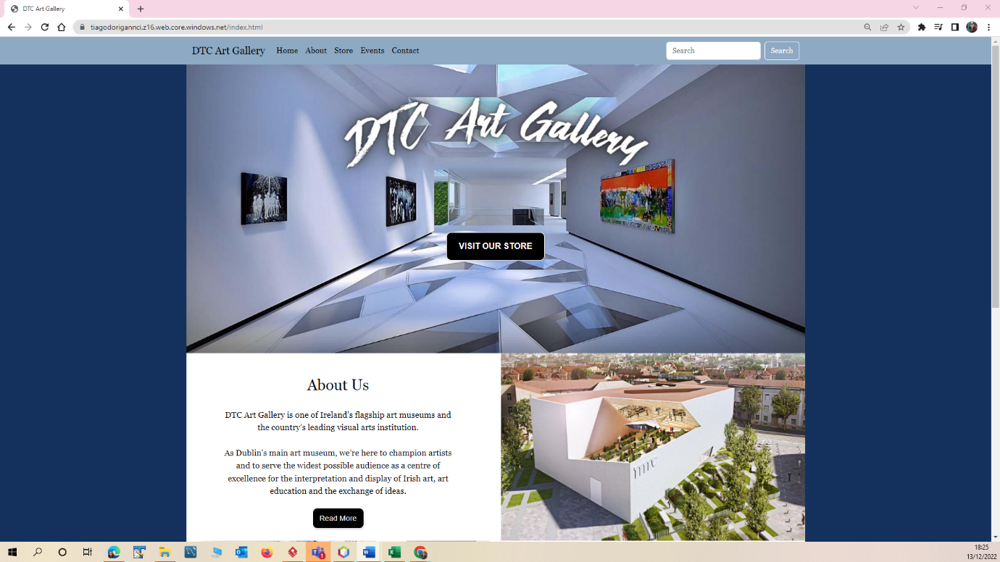 DTC Art Gallery
tiagodorigannci.z16.web.core.windows.net/index.html
DTC Art Gallery Home About Store Events Contact Search Search
DTC Art Gallery
VISIT OUR STORE
About Us
DTC Art Gallery is one of Ireland's flagship art museums and
the country's leading visual arts institution.
As Dublin's main art museum, we're here to champion artists
and to serve the widest possible audience as a centre of
excellence for the interpretation and display of Irish art, art
education and the exchange of ideas.
Read More
18:25
13/12/2022